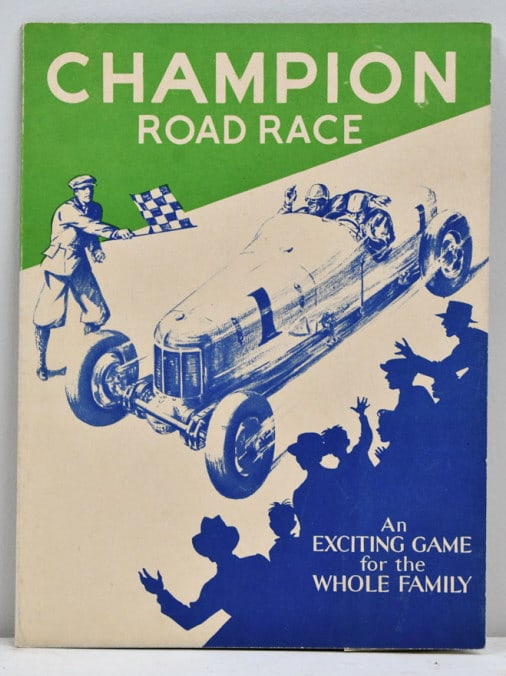 CHAMPION
ROAD RACE
1
An
EXCITING GAME
for the
WHOLE FAMILY